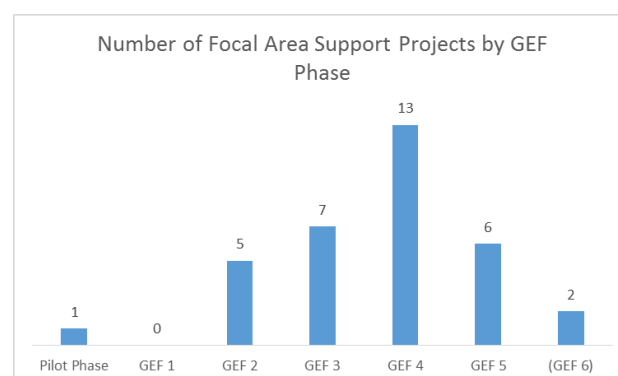 Number of Focal Area Support Projects by GEF
Phase
13
7
6
5
2
1
0
Pilot Phase GEF 1 GEF 2 GEF 3 GEF 4 GEF 5 (GEF 6)